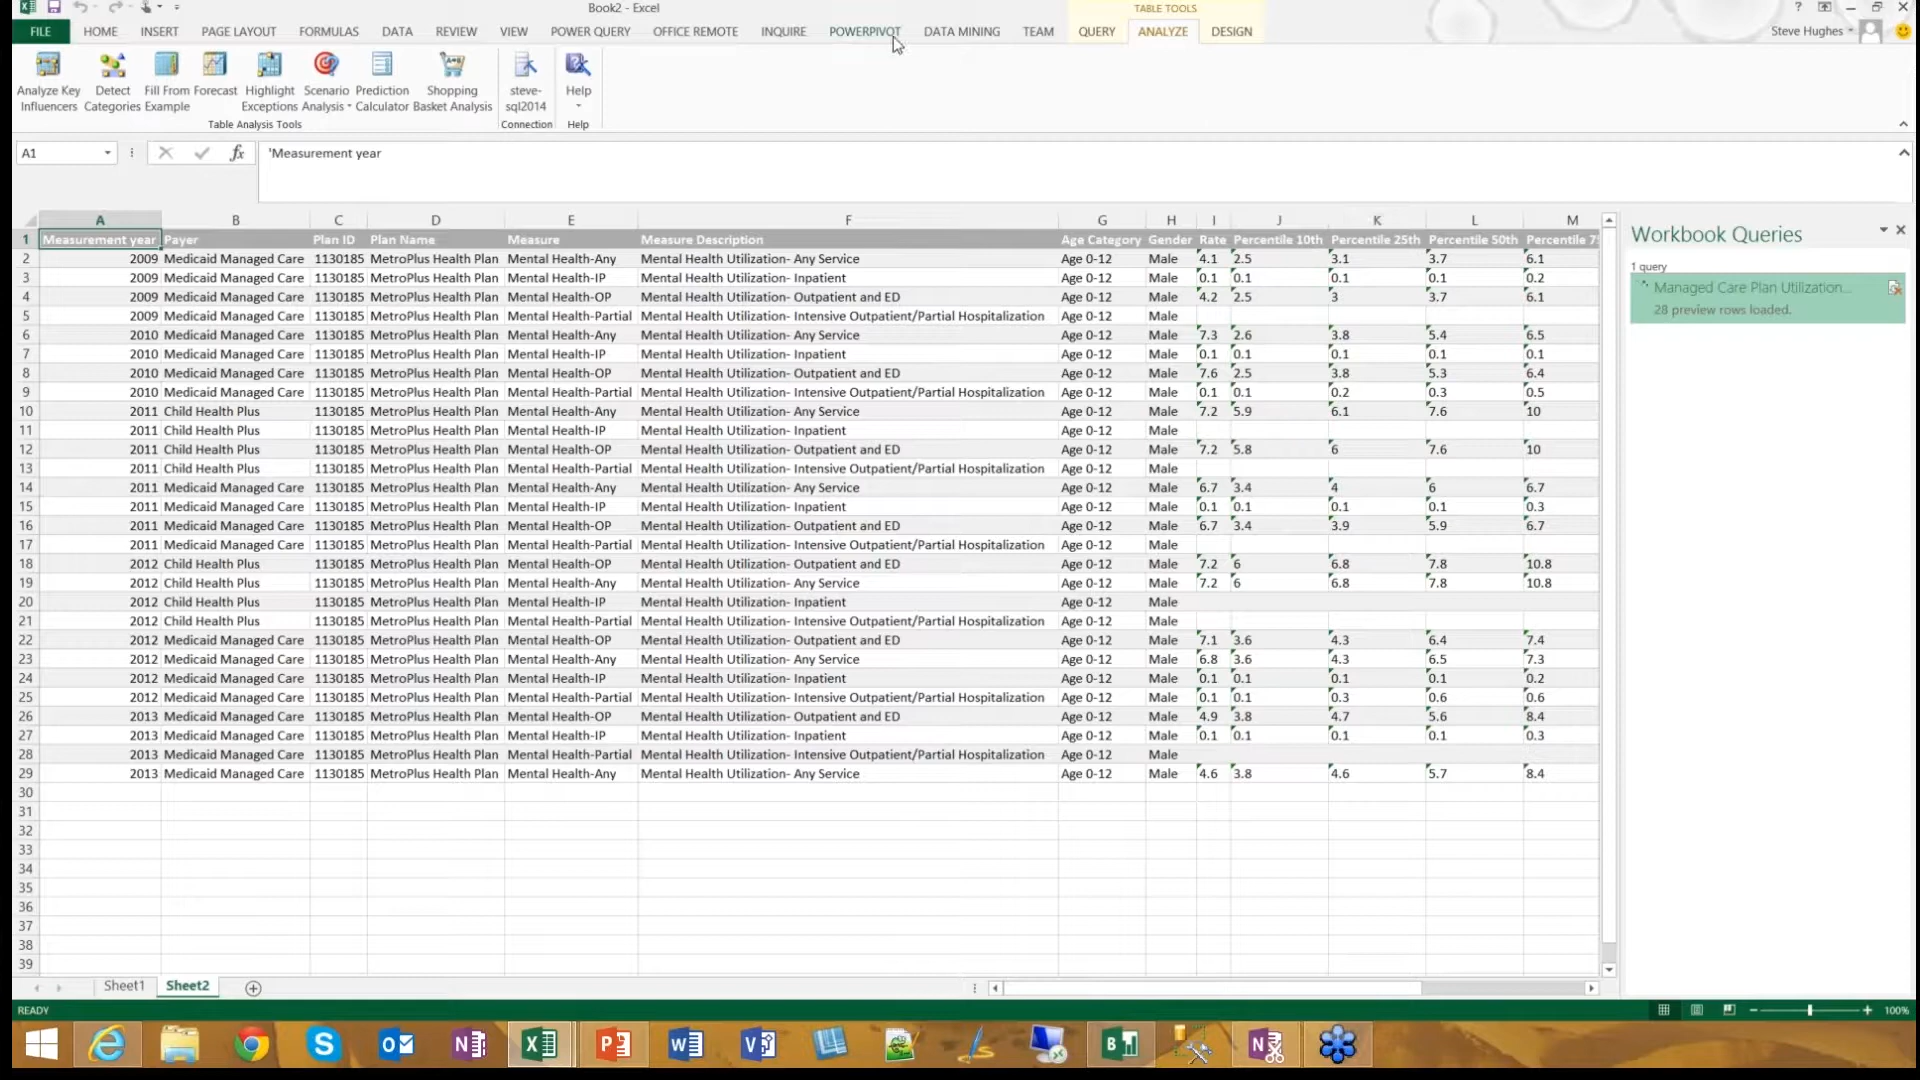 Book2 - Excel
TABLE TOOLS
?
FILE HOME INSERT PAGE LAYOUT FORMULAS DATA REVIEW VIEW POWER QUERY OFFICE REMOTE INQUIRE POWERPIVOT DATA MINING TEAM QUERY ANALYZE DESIGN Steve Hughes
Analyze Key Influencers
Detect Categories
Fill From Example
Forecast
Highlight Exceptions
Scenario Analysis
Prediction Calculator
Shopping Basket Analysis
steve-sql2014
Help
Table Analysis Tools Connection Help
A1 fx 'Measurement year
A B C D E F G H I J K L M
1 Measurement year Payer Plan ID Plan Name Measure Measure Description Age Category Gender Rate Percentile 10th Percentile 25th Percentile 50th Percentile 7
2 2009 Medicaid Managed Care 1130185 MetroPlus Health Plan Mental Health-Any Mental Health Utilization- Any Service Age 0-12 Male 4.1 2.5 3.1 3.7 6.1
3 2009 Medicaid Managed Care 1130185 MetroPlus Health Plan Mental Health-IP Mental Health Utilization- Inpatient Age 0-12 Male 0.1 0.1 0.1 0.1 0.2
4 2009 Medicaid Managed Care 1130185 MetroPlus Health Plan Mental Health-OP Mental Health Utilization- Outpatient and ED Age 0-12 Male 4.2 2.5 3 3.7 6.1
5 2009 Medicaid Managed Care 1130185 MetroPlus Health Plan Mental Health-Partial Mental Health Utilization- Intensive Outpatient/Partial Hospitalization Age 0-12 Male
6 2010 Medicaid Managed Care 1130185 MetroPlus Health Plan Mental Health-Any Mental Health Utilization- Any Service Age 0-12 Male 7.3 2.6 3.8 5.4 6.5
7 2010 Medicaid Managed Care 1130185 MetroPlus Health Plan Mental Health-IP Mental Health Utilization- Inpatient Age 0-12 Male 0.1 0.1 0.1 0.1 0.1
8 2010 Medicaid Managed Care 1130185 MetroPlus Health Plan Mental Health-OP Mental Health Utilization- Outpatient and ED Age 0-12 Male 7.6 2.5 3.8 5.3 6.4
9 2010 Medicaid Managed Care 1130185 MetroPlus Health Plan Mental Health-Partial Mental Health Utilization- Intensive Outpatient/Partial Hospitalization Age 0-12 Male 0.1 0.1 0.2 0.3 0.5
10 2011 Child Health Plus 1130185 MetroPlus Health Plan Mental Health-Any Mental Health Utilization- Any Service Age 0-12 Male 7.2 5.9 6.1 7.6 10
11 2011 Child Health Plus 1130185 MetroPlus Health Plan Mental Health-IP Mental Health Utilization- Inpatient Age 0-12 Male
12 2011 Child Health Plus 1130185 MetroPlus Health Plan Mental Health-OP Mental Health Utilization- Outpatient and ED Age 0-12 Male 7.2 5.8 6 7.6 10
13 2011 Child Health Plus 1130185 MetroPlus Health Plan Mental Health-Partial Mental Health Utilization- Intensive Outpatient/Partial Hospitalization Age 0-12 Male
14 2011 Medicaid Managed Care 1130185 MetroPlus Health Plan Mental Health-Any Mental Health Utilization- Any Service Age 0-12 Male 6.7 3.4 4 6 6.7
15 2011 Medicaid Managed Care 1130185 MetroPlus Health Plan Mental Health-IP Mental Health Utilization- Inpatient Age 0-12 Male 0.1 0.1 0.1 0.1 0.3
16 2011 Medicaid Managed Care 1130185 MetroPlus Health Plan Mental Health-OP Mental Health Utilization- Outpatient and ED Age 0-12 Male 6.7 3.4 3.9 5.9 6.7
17 2011 Medicaid Managed Care 1130185 MetroPlus Health Plan Mental Health-Partial Mental Health Utilization- Intensive Outpatient/Partial Hospitalization Age 0-12 Male
18 2012 Child Health Plus 1130185 MetroPlus Health Plan Mental Health-OP Mental Health Utilization- Outpatient and ED Age 0-12 Male 7.2 6 6.8 7.8 10.8
19 2012 Child Health Plus 1130185 MetroPlus Health Plan Mental Health-Any Mental Health Utilization- Any Service Age 0-12 Male 7.2 6 6.8 7.8 10.8
20 2012 Child Health Plus 1130185 MetroPlus Health Plan Mental Health-IP Mental Health Utilization- Inpatient Age 0-12 Male
21 2012 Child Health Plus 1130185 MetroPlus Health Plan Mental Health-Partial Mental Health Utilization- Intensive Outpatient/Partial Hospitalization Age 0-12 Male
22 2012 Medicaid Managed Care 1130185 MetroPlus Health Plan Mental Health-OP Mental Health Utilization- Outpatient and ED Age 0-12 Male 7.1 3.6 4.3 6.4 7.4
23 2012 Medicaid Managed Care 1130185 MetroPlus Health Plan Mental Health-Any Mental Health Utilization- Any Service Age 0-12 Male 6.8 3.6 4.3 6.5 7.3
24 2012 Medicaid Managed Care 1130185 MetroPlus Health Plan Mental Health-IP Mental Health Utilization- Inpatient Age 0-12 Male 0.1 0.1 0.1 0.1 0.2
25 2012 Medicaid Managed Care 1130185 MetroPlus Health Plan Mental Health-Partial Mental Health Utilization- Intensive Outpatient/Partial Hospitalization Age 0-12 Male 0.1 0.1 0.3 0.6 0.6
26 2013 Medicaid Managed Care 1130185 MetroPlus Health Plan Mental Health-OP Mental Health Utilization- Outpatient and ED Age 0-12 Male 4.9 3.8 4.7 5.6 8.4
27 2013 Medicaid Managed Care 1130185 MetroPlus Health Plan Mental Health-IP Mental Health Utilization- Inpatient Age 0-12 Male 0.1 0.1 0.1 0.1 0.3
28 2013 Medicaid Managed Care 1130185 MetroPlus Health Plan Mental Health-Partial Mental Health Utilization- Intensive Outpatient/Partial Hospitalization Age 0-12 Male
29 2013 Medicaid Managed Care 1130185 MetroPlus Health Plan Mental Health-Any Mental Health Utilization- Any Service Age 0-12 Male 4.6 3.8 4.6 5.7 8.4
30
31
32
33
34
35
36
37
38
39
Workbook Queries
1 query
Managed Care Plan Utilization...
28 preview rows loaded.
Sheet1 Sheet2
READY 100%